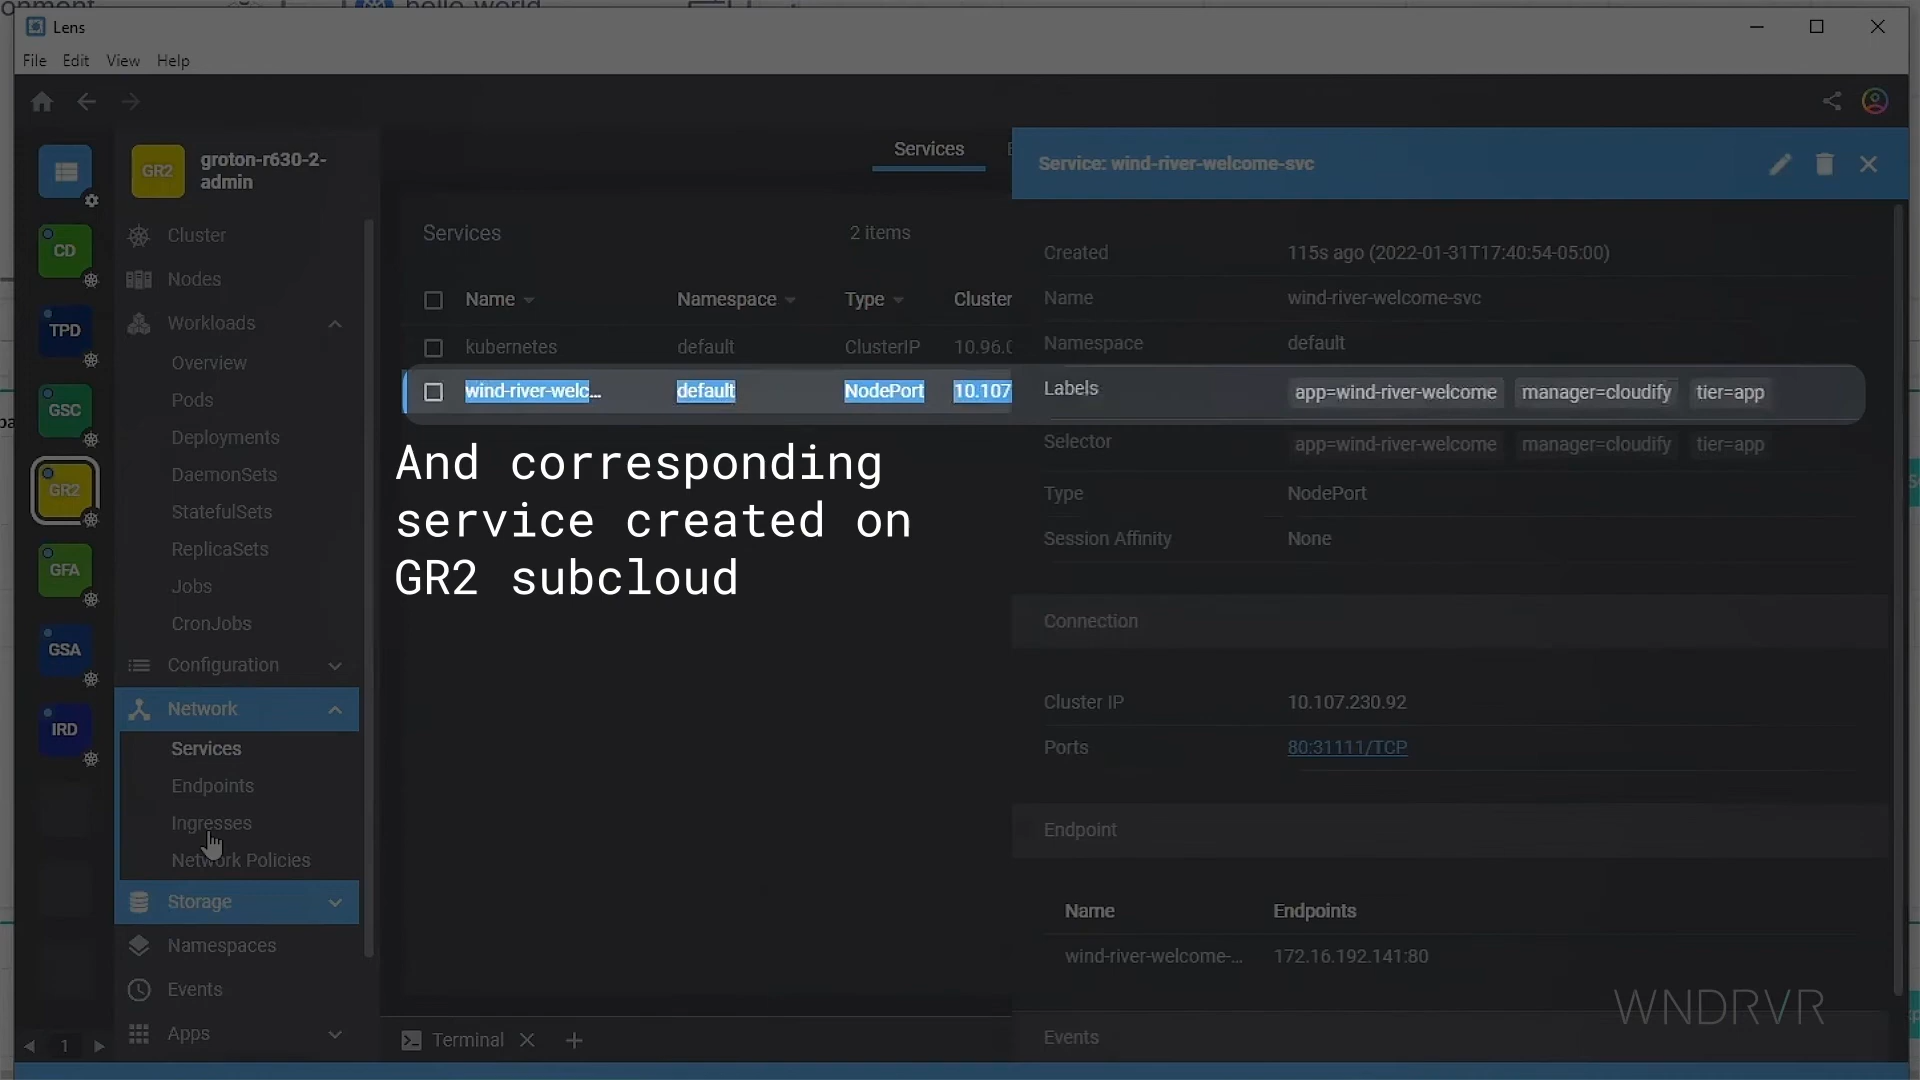 Lens
File Edit View Help
GR2 groton-r630-2-admin
CD
TPD
GSC
GR2
GFA
GSA
IRD
1
Cluster
Nodes
Workloads
Overview
Pods
Deployments
DaemonSets
StatefulSets
ReplicaSets
Jobs
CronJobs
Configuration
Network
Services
Endpoints
Ingresses
Network Policies
Storage
Namespaces
Events
Apps
Services
Services 2 items
Name Namespace Type Cluster
kubernetes default ClusterIP 10.96.0
wind-river-welc... default NodePort 10.107
And corresponding
service created on
GR2 subcloud
Terminal
Service: wind-river-welcome-svc
Created 115s ago (2022-01-31T17:40:54-05:00)
Name wind-river-welcome-svc
Namespace default
Labels app=wind-river-welcome manager=cloudify tier=app
Selector app=wind-river-welcome manager=cloudify tier=app
Type NodePort
Session Affinity None
Connection
Cluster IP 10.107.230.92
Ports 80:31111/TCP
Endpoint
Name Endpoints
wind-river-welcome-... 172.16.192.141:80
Events
WNDRVR